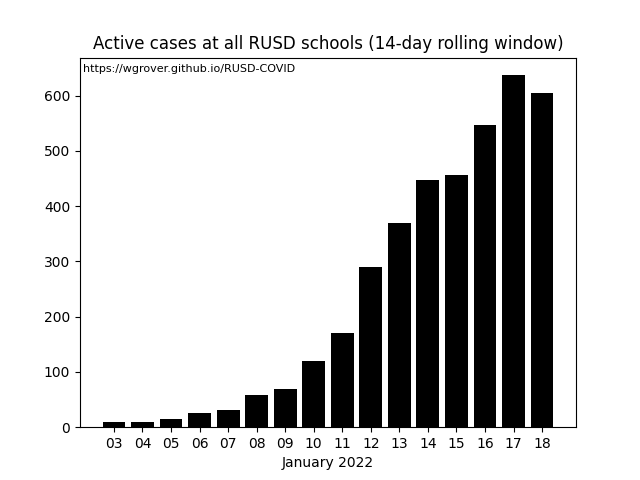 Active cases at all RUSD schools (14-day rolling window)
https://wgrover.github.io/RUSD-COVID
600
500
400
300
200
100
0
03 04 05 06 07 08 09 10 11 12 13 14 15 16 17 18
January 2022